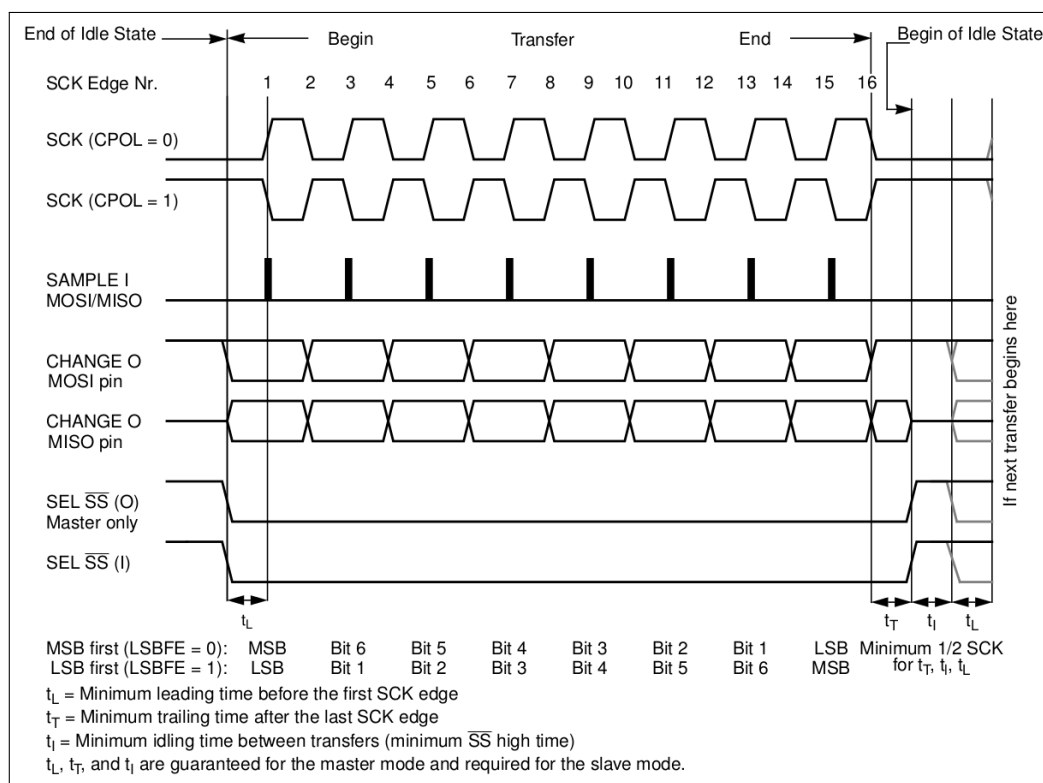 End of Idle State
Begin
Transfer
End
Begin of Idle State
SCK Edge Nr.
1 2 3 4 5 6 7 8 9 10 11 12 13 14 15 16
SCK (CPOL = 0)
SCK (CPOL = 1)
SAMPLE I
MOSI/MISO
CHANGE O
MOSI pin
CHANGE O
MISO pin
SEL SS (O)
Master only
SEL SS (I)
If next transfer begins here
tL
tT tI tL
MSB first (LSBFE = 0): MSB Bit 6 Bit 5 Bit 4 Bit 3 Bit 2 Bit 1 LSB Minimum 1/2 SCK
LSB first (LSBFE = 1): LSB Bit 1 Bit 2 Bit 3 Bit 4 Bit 5 Bit 6 MSB for tT, tI, tL
tL = Minimum leading time before the first SCK edge
tT = Minimum trailing time after the last SCK edge
tI = Minimum idling time between transfers (minimum SS high time)
tL, tT, and tI are guaranteed for the master mode and required for the slave mode.